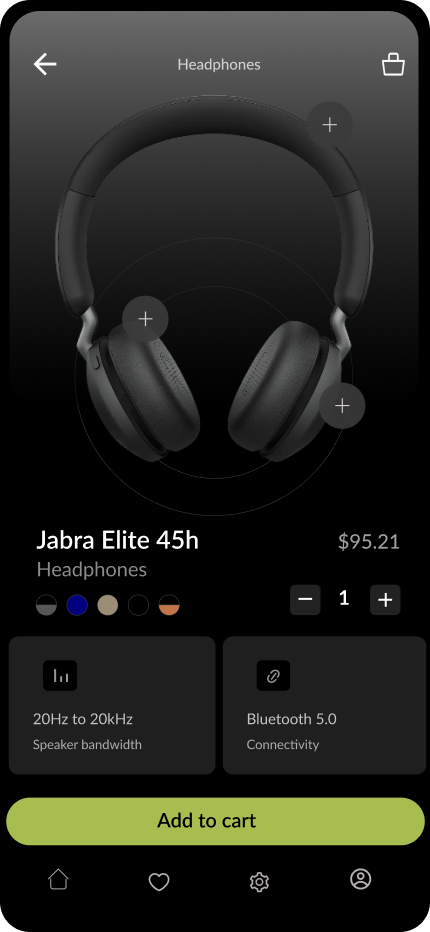 Headphones
Jabra Elite 45h
$95.21
Headphones
1
20Hz to 20kHz
Bluetooth 5.0
Speaker bandwidth
Connectivity
Add to cart